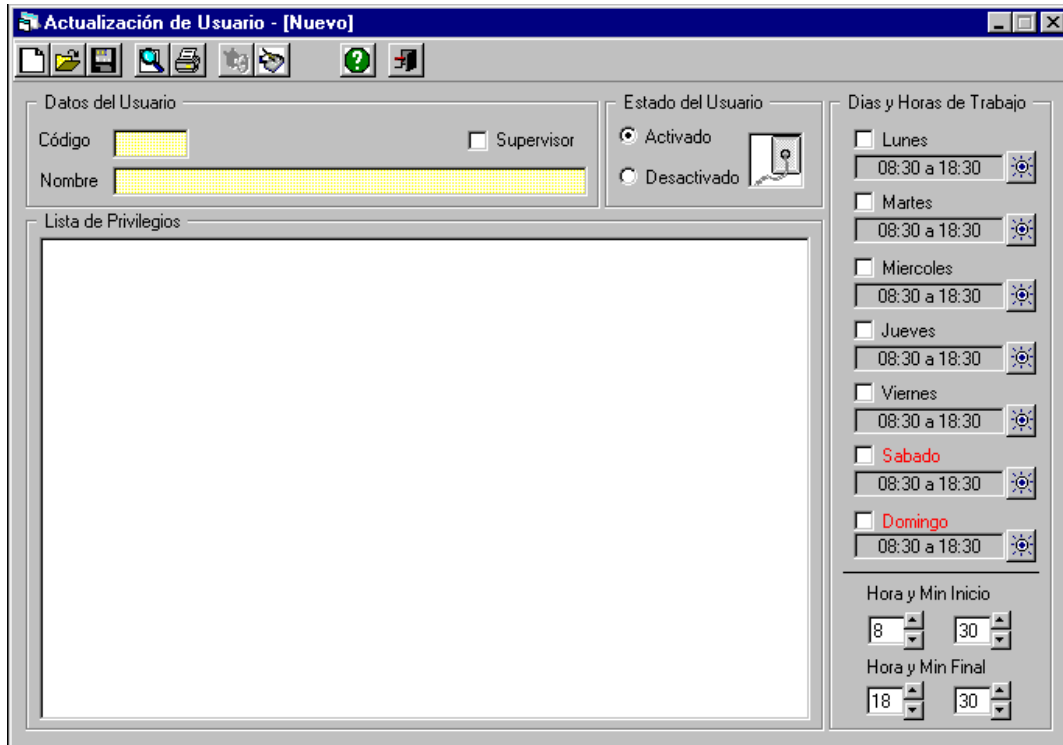 Actualización de Usuario - [Nuevo]
Datos del Usuario
Código
Supervisor
Nombre
Estado del Usuario
Activado
Desactivado
Lista de Privilegios
Dias y Horas de Trabajo
Lunes
08:30 a 18:30
Martes
08:30 a 18:30
Miercoles
08:30 a 18:30
Jueves
08:30 a 18:30
Viernes
08:30 a 18:30
Sabado
08:30 a 18:30
Domingo
08:30 a 18:30
Hora y Min Inicio
8 30
Hora y Min Final
18 30